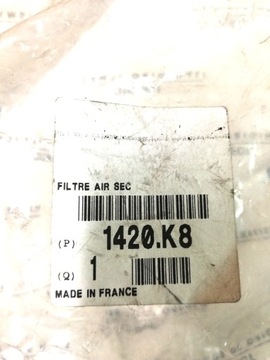 FILTRE AIR SEC
(P) 1420.K8
(Q) 1
MADE IN FRANCE